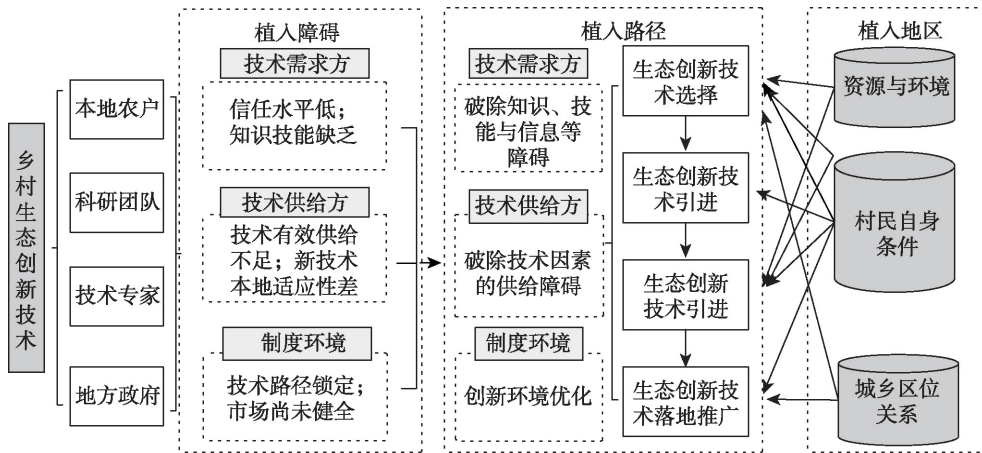 乡村生态创新技术
本地农户
科研团队
技术专家
地方政府
植入障碍
技术需求方
信任水平低；
知识技能缺乏
技术供给方
技术有效供给
不足；新技术
本地适应性差
制度环境
技术路径锁定；
市场尚未健全
植入路径
技术需求方
破除知识、技
能与信息等
障碍
技术供给方
破除技术因素
的供给障碍
制度环境
创新环境优化
生态创新技
术选择
生态创新技
术引进
生态创新
技术引进
生态创新技
术落地推广
植入地区
资源与环境
村民自身
条件
城乡区位
关系